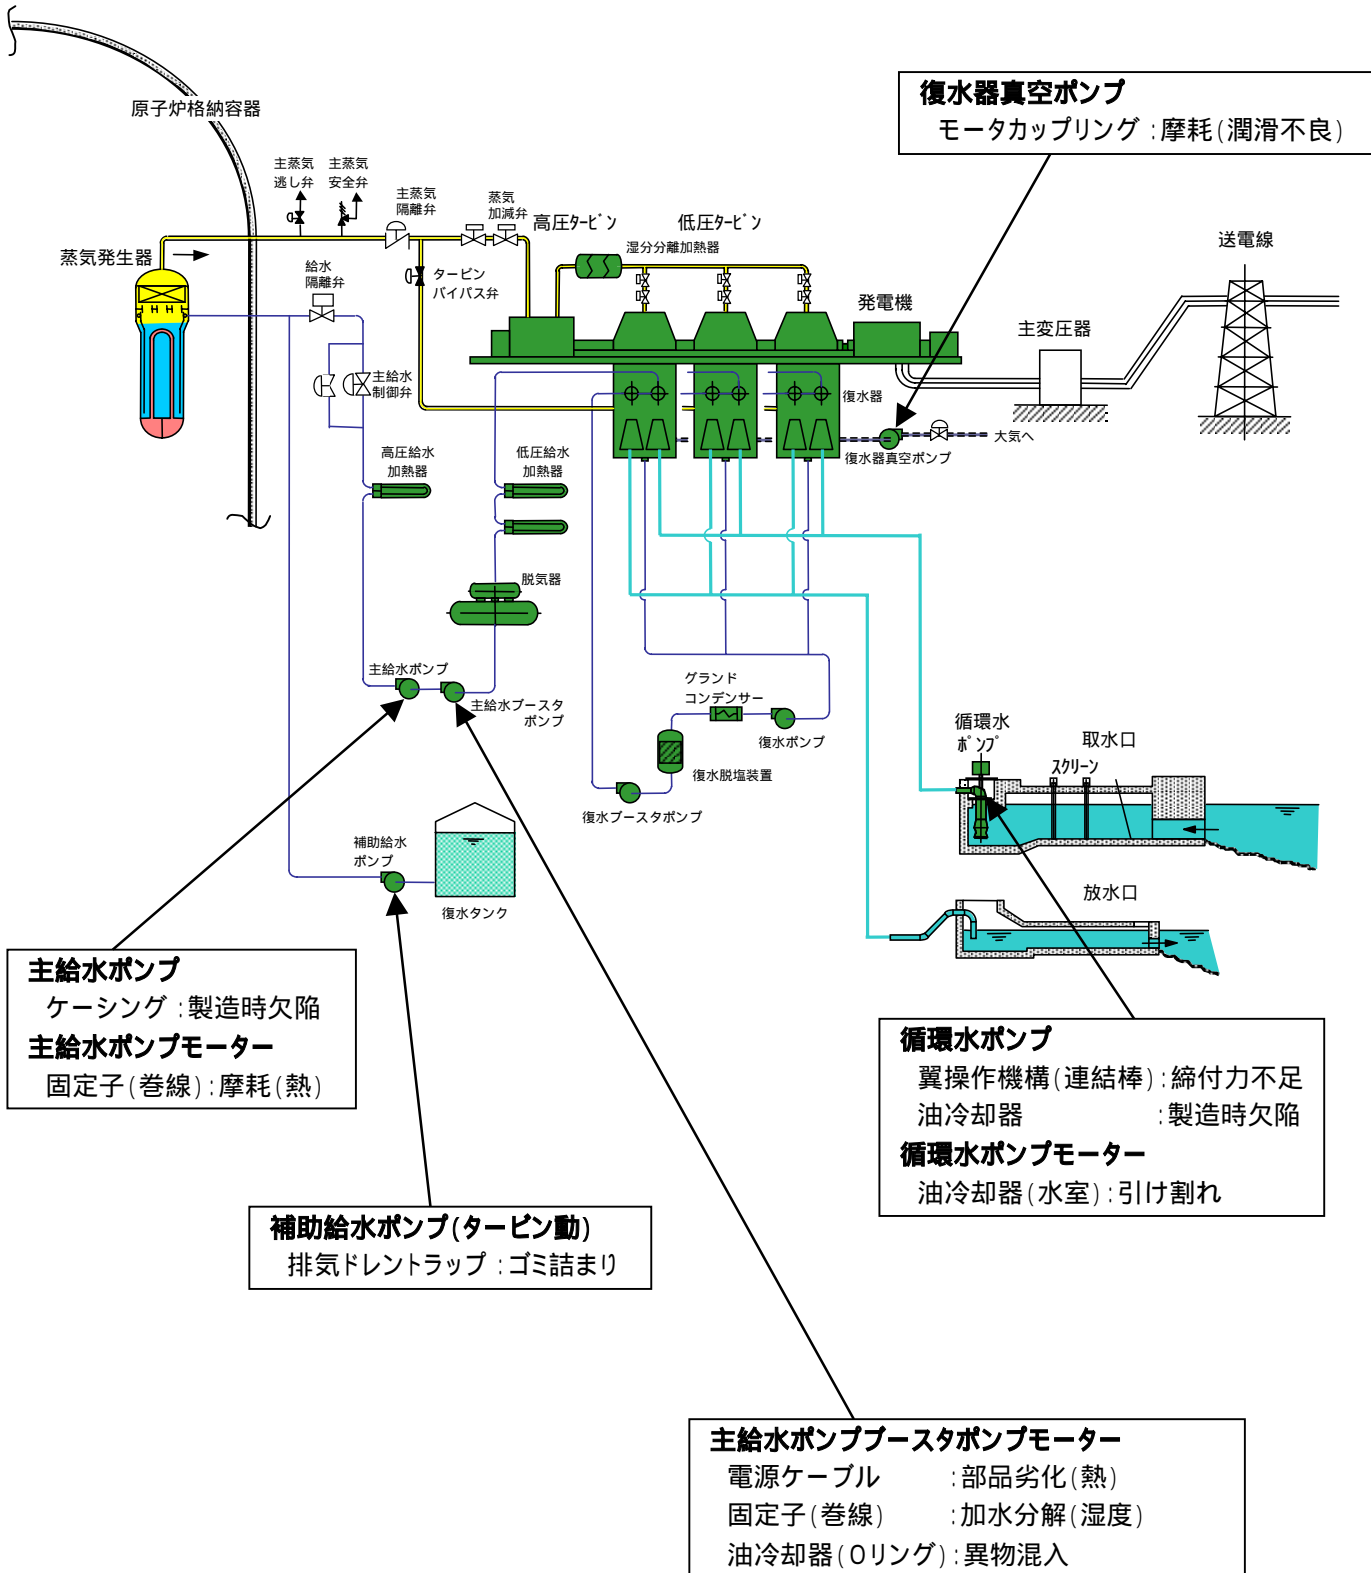 復水器真空ポンプ
モータカップリング :摩耗(潤滑不良)
原子炉格納容器
主蒸気
逃し弁
主蒸気
安全弁
主蒸気
隔離弁
蒸気
加減弁
高圧ﾀｰﾋﾞﾝ
低圧ﾀｰﾋﾞﾝ
湿分分離加熱器
送電線
蒸気発生器
給水
隔離弁
タービン
バイパス弁
発電機
主変圧器
主給水
制御弁
復水器
大気へ
高圧給水
加熱器
低圧給水
加熱器
復水器真空ポンプ
脱気器
主給水ポンプ
主給水ブースタ
ポンプ
グランド
コンデンサー
復水ポンプ
復水脱塩装置
復水ブースタポンプ
循環水
ﾎﾟﾝﾌﾟ
取水口
ｽｸﾘｰﾝ
補助給水
ポンプ
復水タンク
放水口
主給水ポンプ
ケーシング :製造時欠陥
主給水ポンプモーター
固定子(巻線):摩耗(熱)
循環水ポンプ
翼操作機構(連結棒):締付力不足
油冷却器 :製造時欠陥
循環水ポンプモーター
油冷却器(水室):引け割れ
補助給水ポンプ(タービン動)
排気ドレントラップ :ゴミ詰まり
主給水ポンプブースタポンプモーター
電源ケーブル :部品劣化(熱)
固定子(巻線) :加水分解(湿度)
油冷却器(Oリング):異物混入